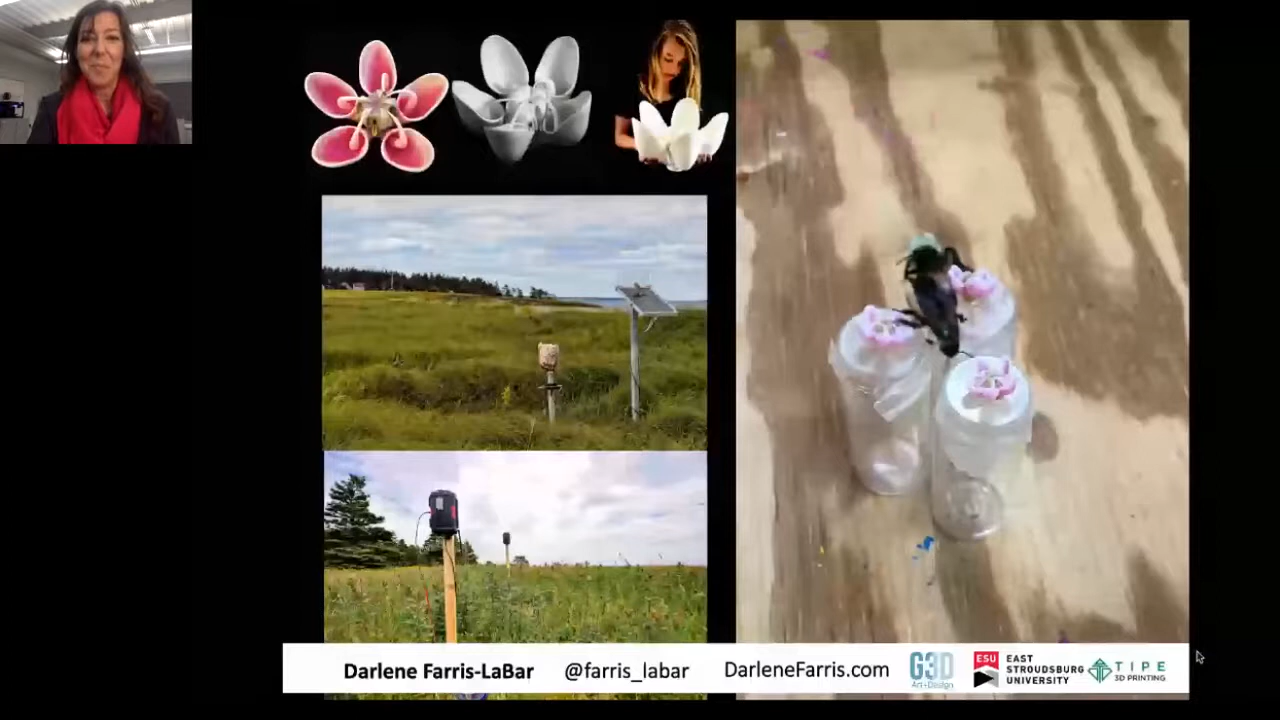 Darlene Farris-LaBar @farris_labar DarleneFarris.com
G3D
Art+Design
ESU
EAST
STROUDSBURG
UNIVERSITY
TIPE
3D PRINTING